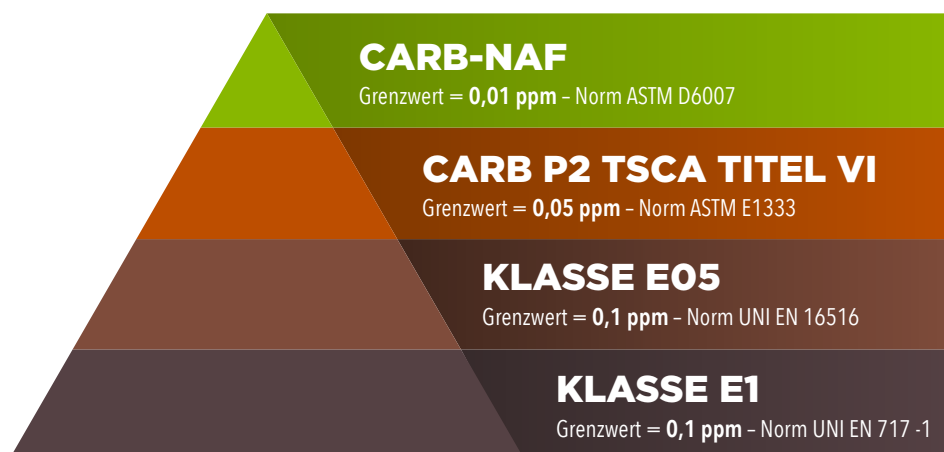 CARB-NAF
Grenzwert = 0,01 ppm – Norm ASTM D6007
CARB P2 TSCA TITEL VI
Grenzwert = 0,05 ppm – Norm ASTM E1333
KLASSE E05
Grenzwert = 0,1 ppm – Norm UNI EN 16516
KLASSE E1
Grenzwert = 0,1 ppm – Norm UNI EN 717 -1